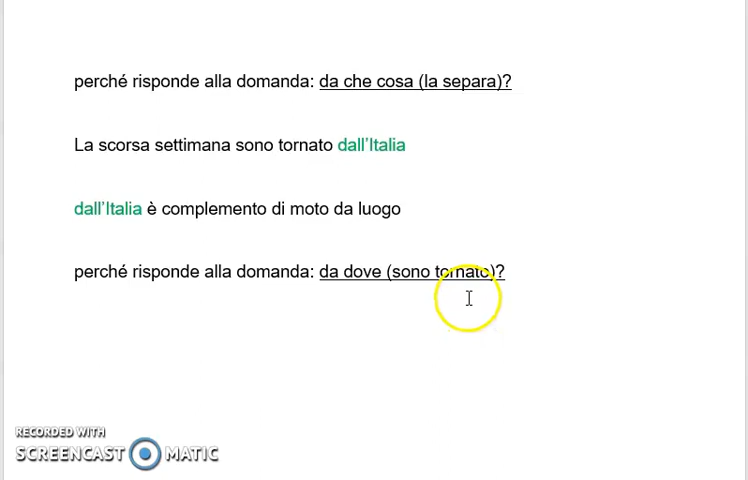 perché risponde alla domanda: da che cosa (la separa)?
La scorsa settimana sono tornato dall'Italia
dall'Italia è complemento di moto da luogo
perché risponde alla domanda: da dove (sono tornato)?
RECORDED WITH
SCREENCAST MATIC